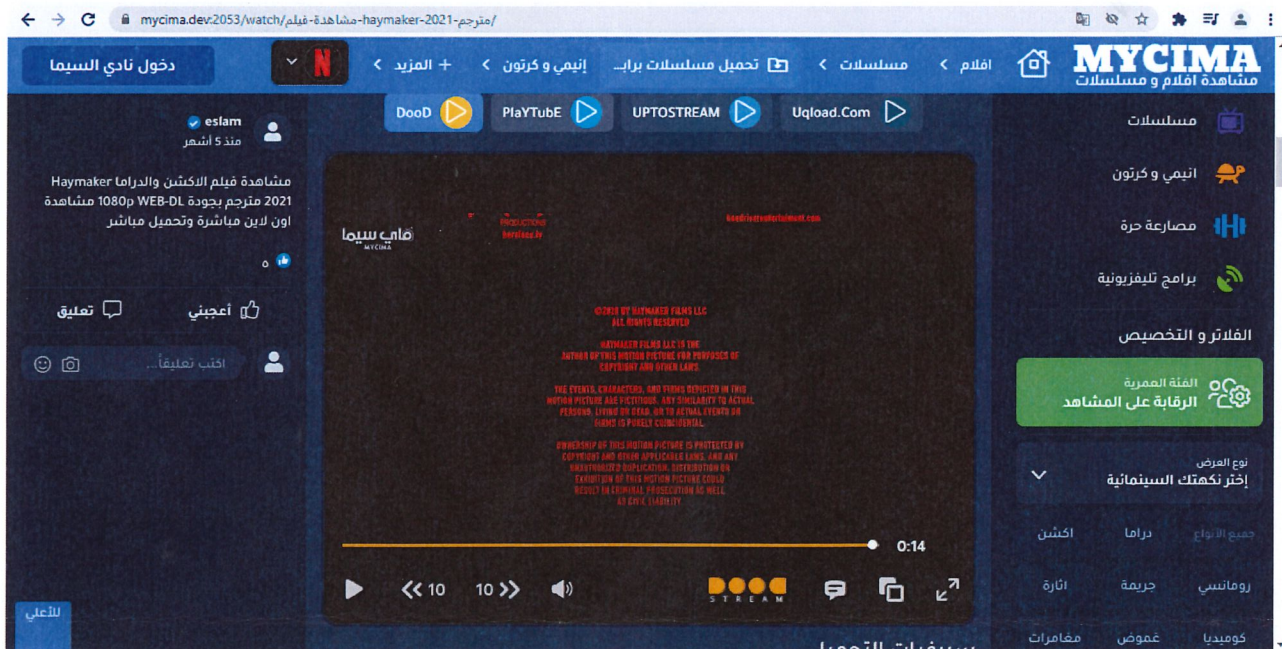 mycima.dev:2053/watch/مشاهدة-فيلم-haymaker-2021-مترجم/
MYCIMA
مشاهدة افلام و مسلسلات
افلام
مسلسلات
تحميل مسلسلات براب...
إنيمي و كرتون
+ المزيد
N
دخول نادي السيما
DooD
PlaYTubE
UPTOSTREAM
Uqload.Com
eslam
منذ 5 أشهر
مشاهدة فيلم الاكشن والدراما Haymaker
2021 مترجم بجودة 1080p WEB-DL مشاهدة
اون لاين مباشرة وتحميل مباشر
٥
أعجبني
تعليق
اكتب تعليقاً...
ماي سيما
MYCIMA
PRODUCTIONS
©2020 BY HAYMAKER FILMS LLC
ALL RIGHTS RESERVED
HAYMAKER FILMS LLC IS THE
AUTHOR OF THIS MOTION PICTURE FOR PURPOSES OF
COPYRIGHT AND OTHER LAWS.
THE EVENTS, CHARACTERS, AND FIRMS DEPICTED IN THIS
MOTION PICTURE ARE FICTITIOUS. ANY SIMILARITY TO ACTUAL
PERSONS, LIVING OR DEAD, OR TO ACTUAL EVENTS OR
FIRMS IS PURELY COINCIDENTAL.
OWNERSHIP OF THIS MOTION PICTURE IS PROTECTED BY
COPYRIGHT AND OTHER APPLICABLE LAWS, AND ANY
UNAUTHORIZED DUPLICATION, DISTRIBUTION OR
EXHIBITION OF THIS MOTION PICTURE COULD
RESULT IN CRIMINAL PROSECUTION AS WELL
AS CIVIL LIABILITY.
0:14
10
10
DOOD
STREAM
مسلسلات
انيمي و كرتون
مصارعة حرة
برامج تليفزيونية
الفلاتر و التخصيص
الفئة العمرية
الرقابة على المشاهد
نوع العرض
إختر نكهتك السينمائية
جميع الأنواع
دراما
اكشن
رومانسي
جريمة
اثارة
كوميديا
غموض
مغامرات
للأعلي